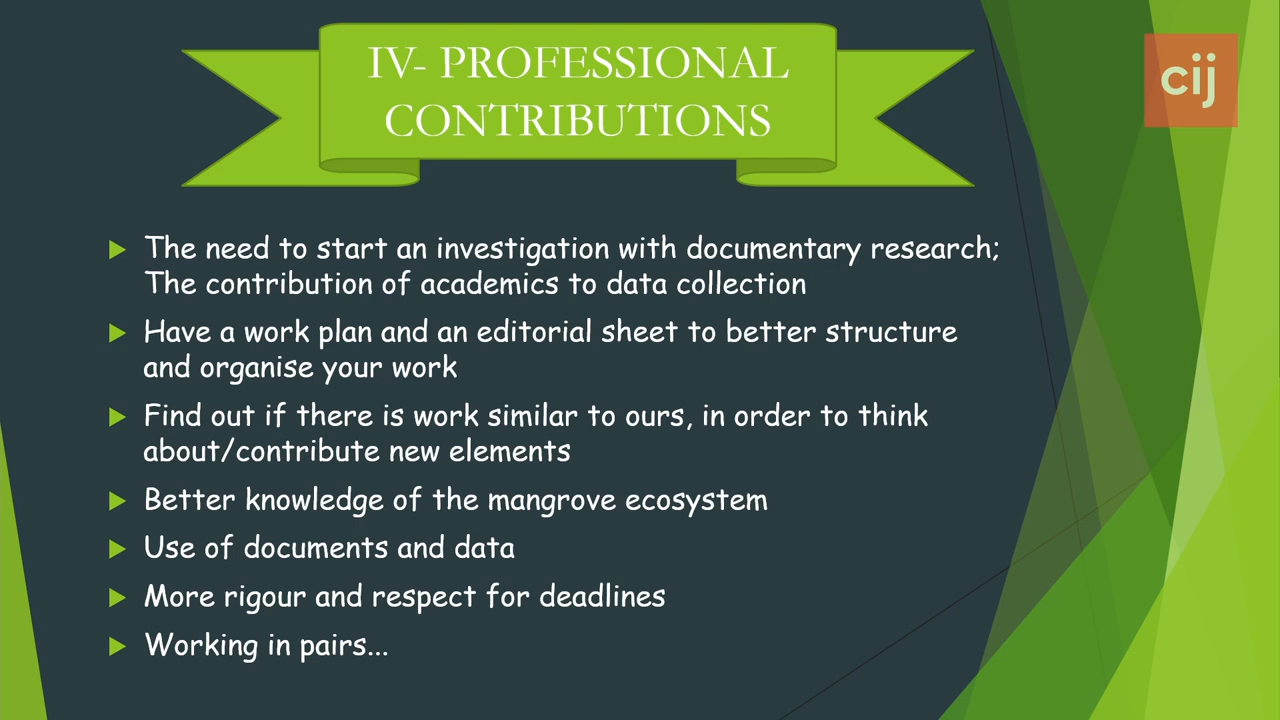 IV- PROFESSIONAL
CONTRIBUTIONS
cij
The need to start an investigation with documentary research;
The contribution of academics to data collection
Have a work plan and an editorial sheet to better structure
and organise your work
Find out if there is work similar to ours, in order to think
about/contribute new elements
Better knowledge of the mangrove ecosystem
Use of documents and data
More rigour and respect for deadlines
Working in pairs...